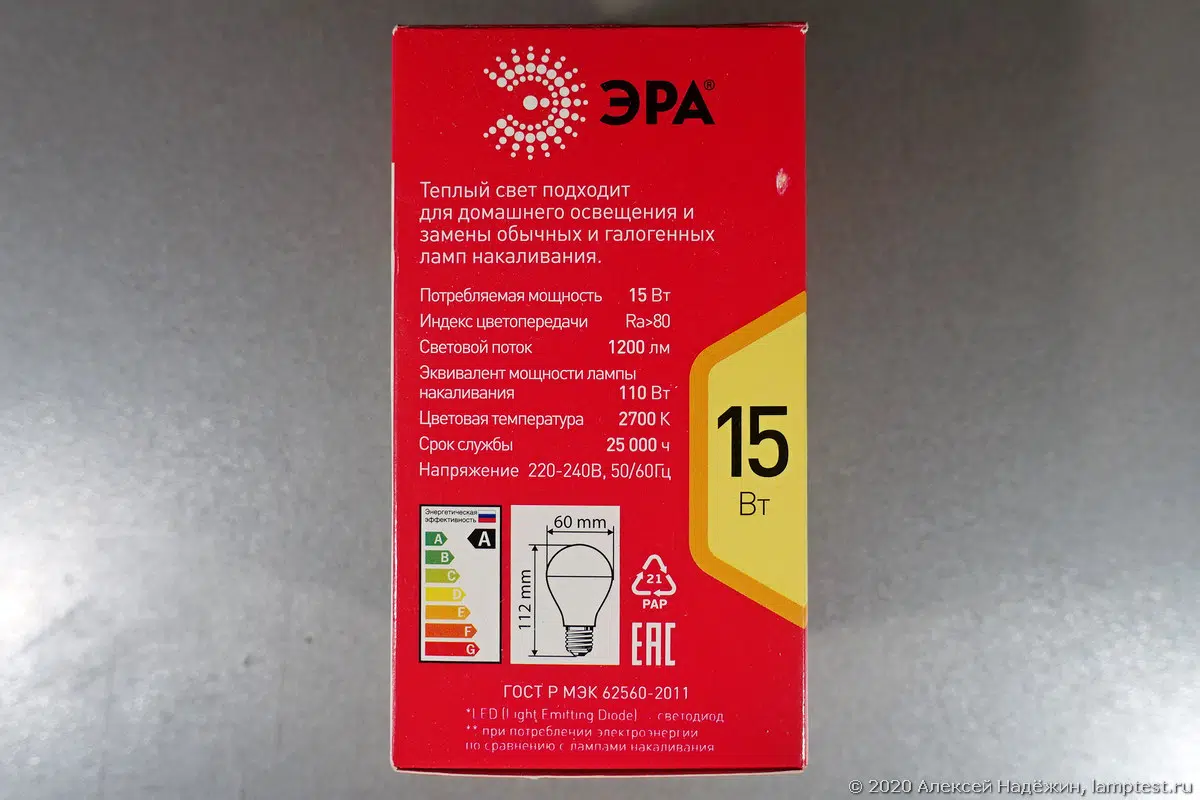 ЭРА®
Теплый свет подходит
для домашнего освещения и
замены обычных и галогенных
ламп накаливания.
Потребляемая мощность 15 Вт
Индекс цветопередачи Ra>80
Световой поток 1200 лм
Эквивалент мощности лампы
накаливания 110 Вт
Цветовая температура 2700 К
Срок службы 25 000 ч
Напряжение 220-240В, 50/60Гц
15
Вт
Энергетическая
эффективность
A A
B
C
D
E
F
G
60 mm
112 mm
21
PAP
EAC
ГОСТ Р МЭК 62560-2011
*LED (Light Emitting Diode) - светодиод
** при потреблении электроэнергии
по сравнению с лампами накаливания
© 2020 Алексей Надёжин, lamptest.ru